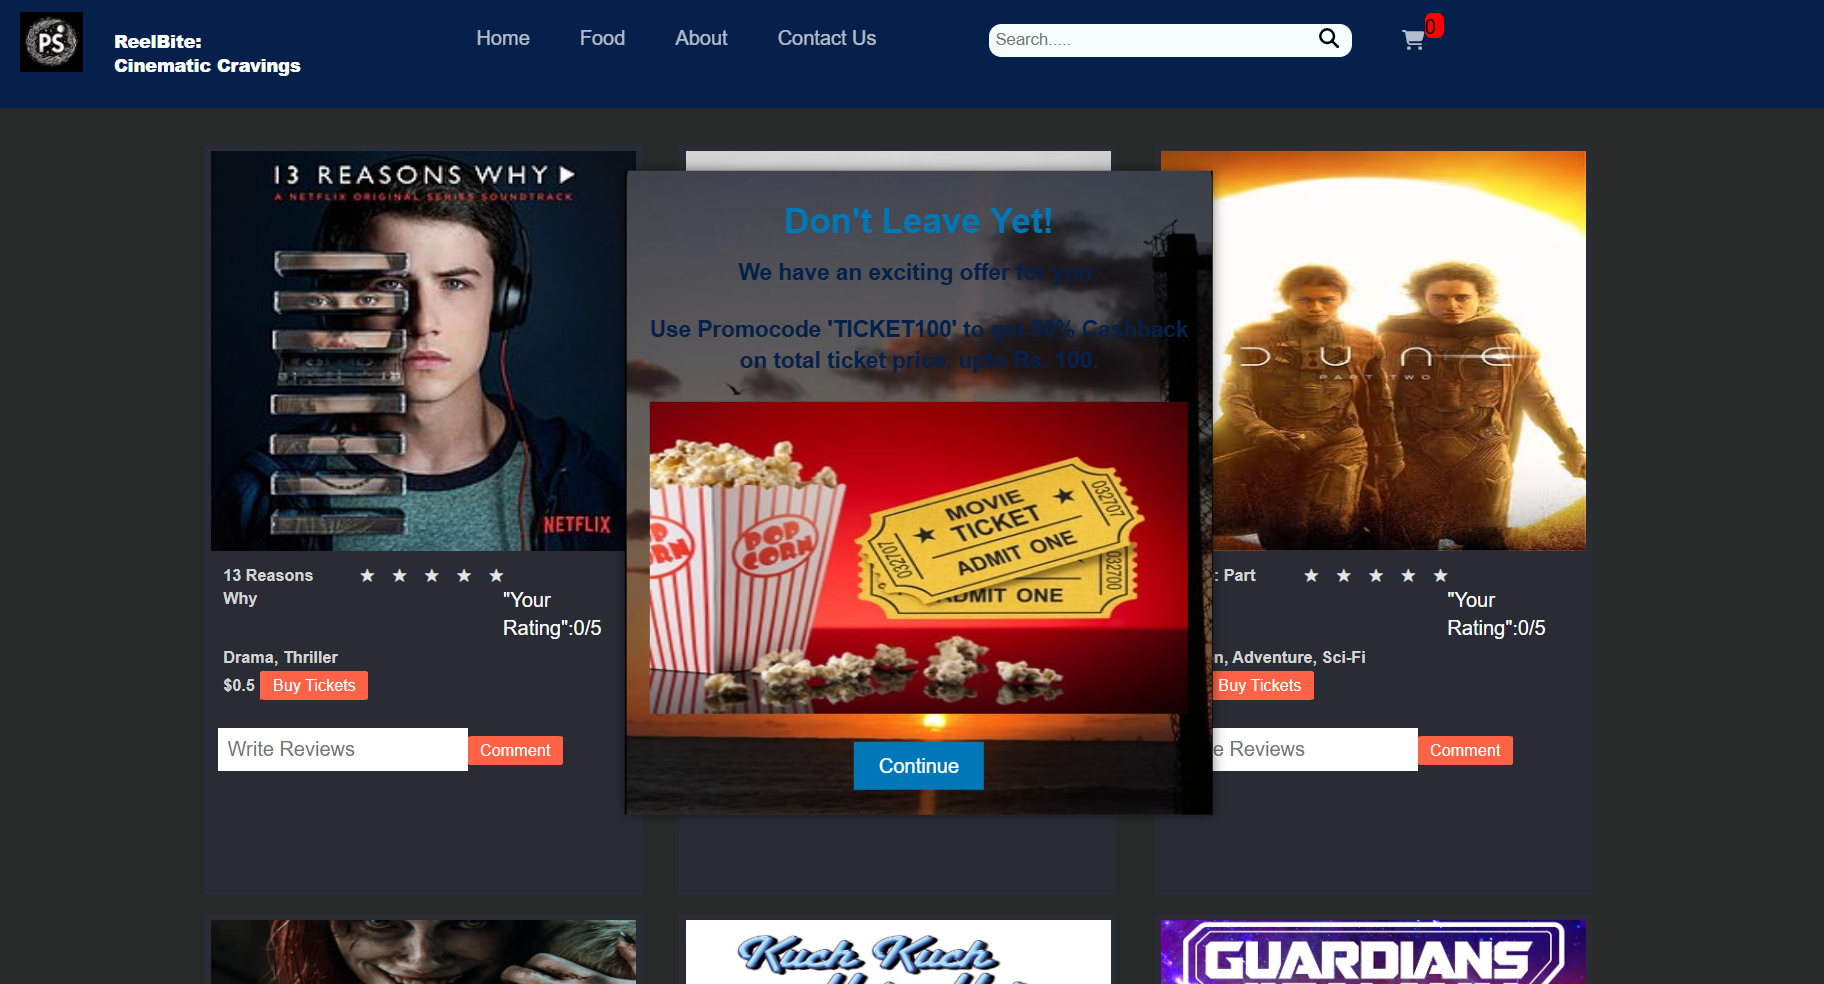 PS
ReelBite:
Cinematic Cravings
Home
Food
About
Contact Us
Search.....
0
13 REASONS WHY
A NETFLIX ORIGINAL SERIES SOUNDTRACK
NETFLIX
13 Reasons
Why
"Your
Rating":0/5
Drama, Thriller
$0.5 Buy Tickets
Write Reviews
Comment
Don't Leave Yet!
We have an exciting offer for you:
Use Promocode 'TICKET100' to get 50% Cashback
on total ticket price, upto Rs. 100.
POP
CORN
POP
CORN
MOVIE
TICKET
ADMIT ONE
032707
032707
ADMIT ONE
032700
Continue
DUNE
PART TWO
: Part
"Your
Rating":0/5
n, Adventure, Sci-Fi
Buy Tickets
e Reviews
Comment
Kuch Kuch
GUARDIANS